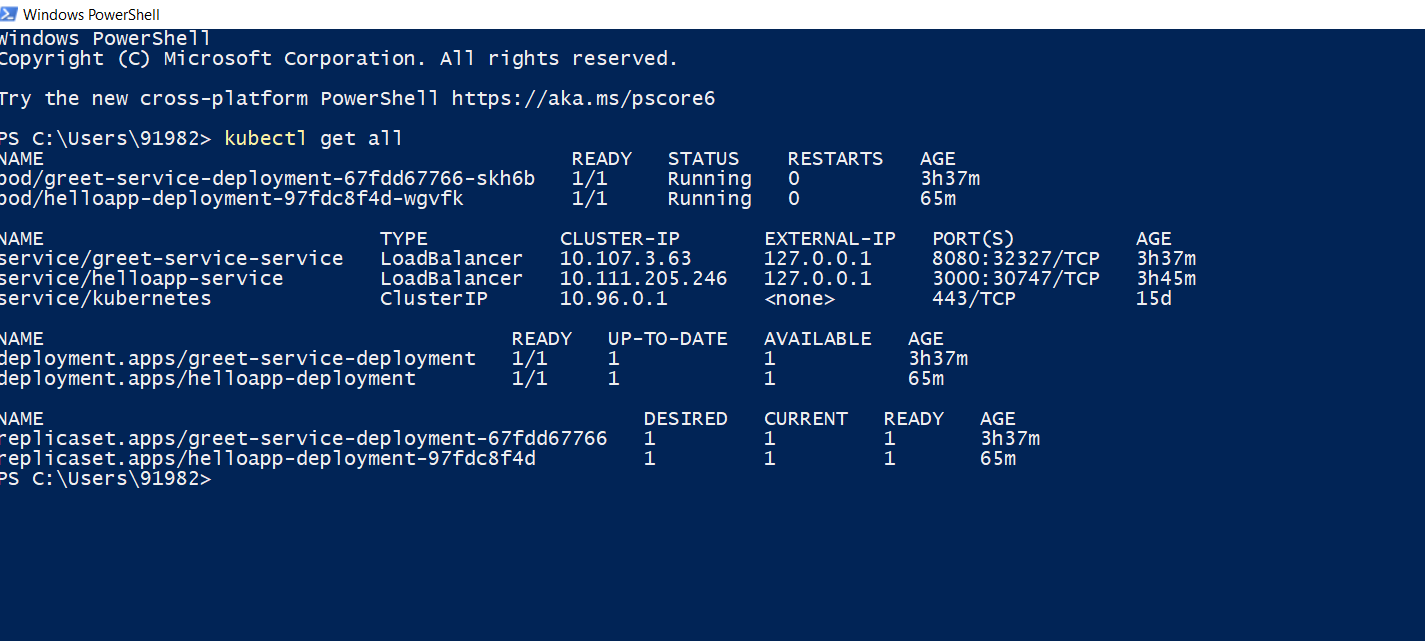 Windows PowerShell
Windows PowerShell
Copyright (C) Microsoft Corporation. All rights reserved.
Try the new cross-platform PowerShell https://aka.ms/pscore6
PS C:\Users\91982> kubectl get all
NAME READY STATUS RESTARTS AGE
pod/greet-service-deployment-67fdd67766-skh6b 1/1 Running 0 3h37m
pod/helloapp-deployment-97fdc8f4d-wgvfk 1/1 Running 0 65m
NAME TYPE CLUSTER-IP EXTERNAL-IP PORT(S) AGE
service/greet-service-service LoadBalancer 10.107.3.63 127.0.0.1 8080:32327/TCP 3h37m
service/helloapp-service LoadBalancer 10.111.205.246 127.0.0.1 3000:30747/TCP 3h45m
service/kubernetes ClusterIP 10.96.0.1 <none> 443/TCP 15d
NAME READY UP-TO-DATE AVAILABLE AGE
deployment.apps/greet-service-deployment 1/1 1 1 3h37m
deployment.apps/helloapp-deployment 1/1 1 1 65m
NAME DESIRED CURRENT READY AGE
replicaset.apps/greet-service-deployment-67fdd67766 1 1 1 3h37m
replicaset.apps/helloapp-deployment-97fdc8f4d 1 1 1 65m
PS C:\Users\91982>